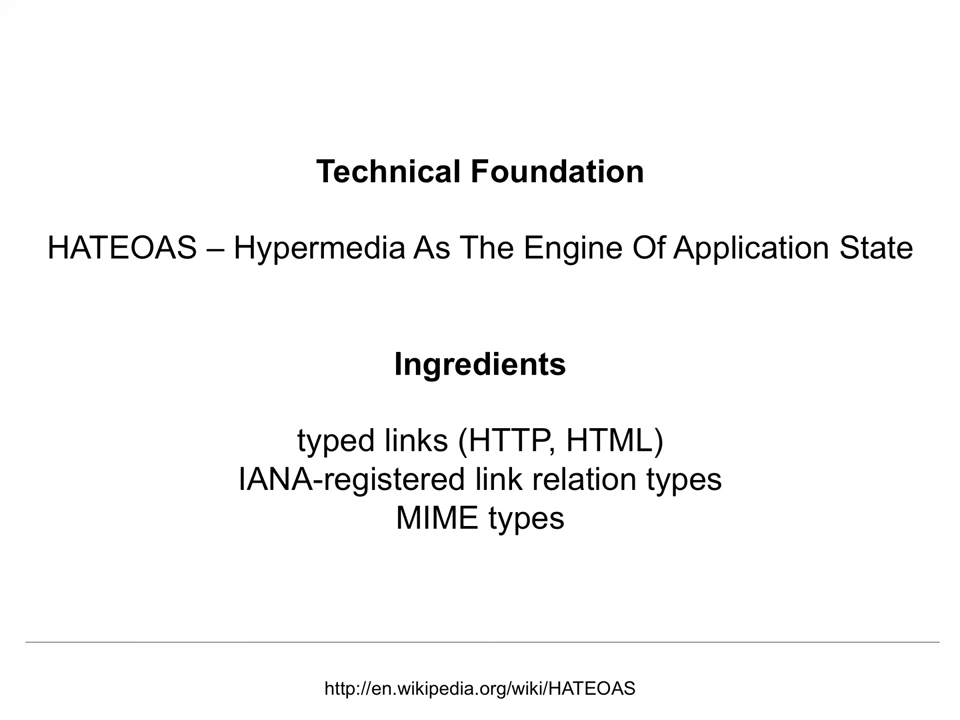 Technical Foundation
HATEOAS – Hypermedia As The Engine Of Application State
Ingredients
typed links (HTTP, HTML)
IANA-registered link relation types
MIME types
http://en.wikipedia.org/wiki/HATEOAS